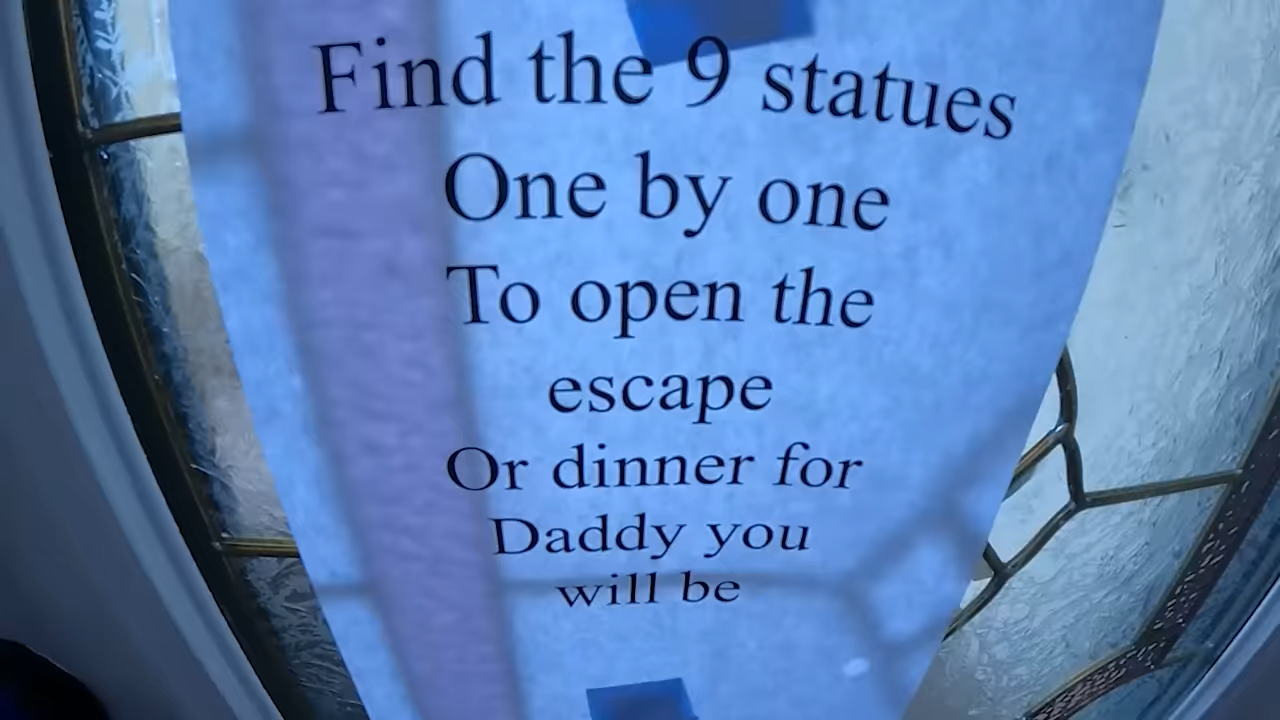 Find the 9 statues
One by one
To open the
escape
Or dinner for
Daddy you
will be